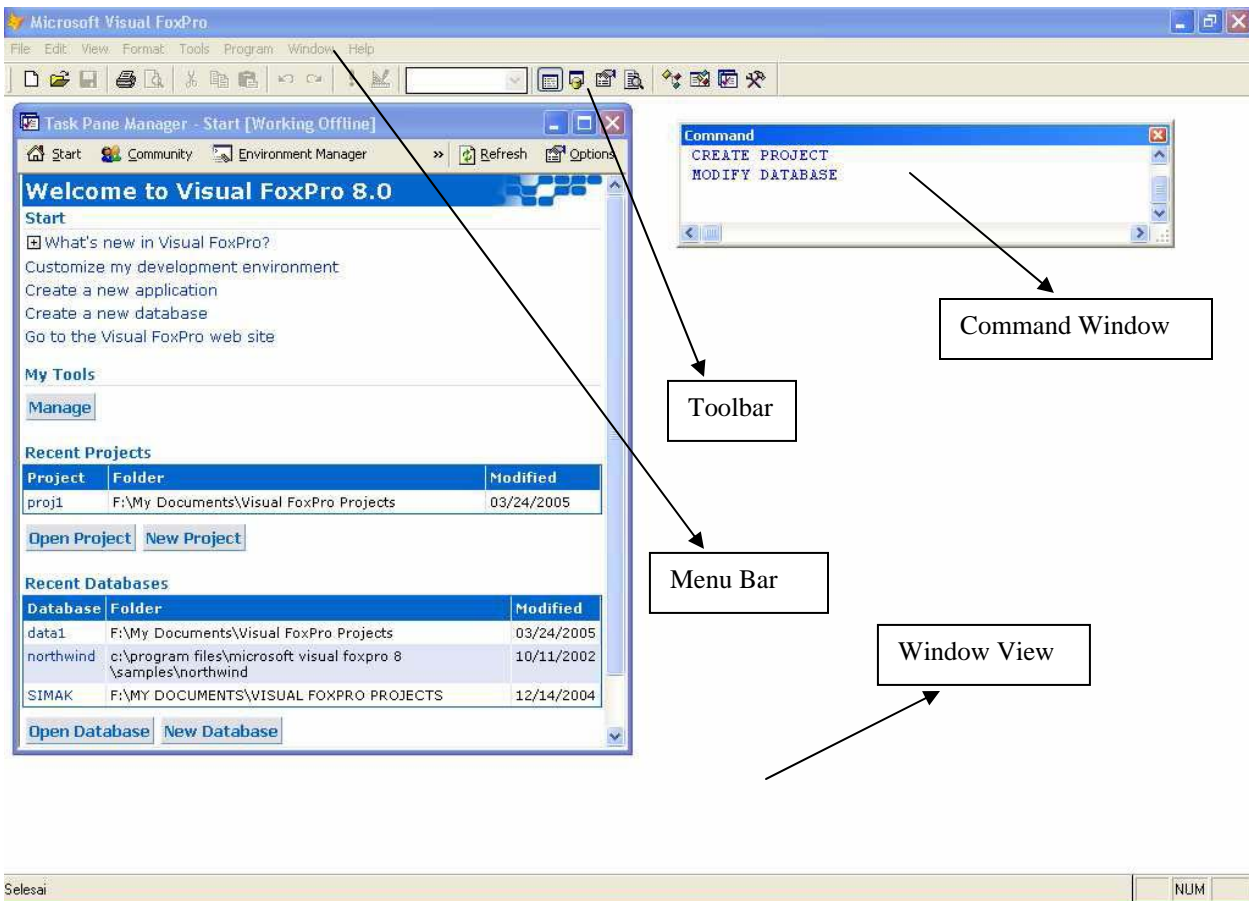 Microsoft Visual FoxPro
File Edit View Format Tools Program Window Help
Task Pane Manager - Start [Working Offline]
Start Community Environment Manager » Refresh Options
Welcome to Visual FoxPro 8.0
Start
What's new in Visual FoxPro?
Customize my development environment
Create a new application
Create a new database
Go to the Visual FoxPro web site
My Tools
Manage
Recent Projects
Project Folder Modified
proj1 F:\My Documents\Visual FoxPro Projects 03/24/2005
Open Project New Project
Recent Databases
Database Folder Modified
data1 F:\My Documents\Visual FoxPro Projects 03/24/2005
northwind c:\program files\microsoft visual foxpro 8 10/11/2002
\samples\northwind
SIMAK F:\MY DOCUMENTS\VISUAL FOXPRO PROJECTS 12/14/2004
Open Database New Database
Command
CREATE PROJECT
MODIFY DATABASE
Command Window
Toolbar
Menu Bar
Window View
Selesai NUM